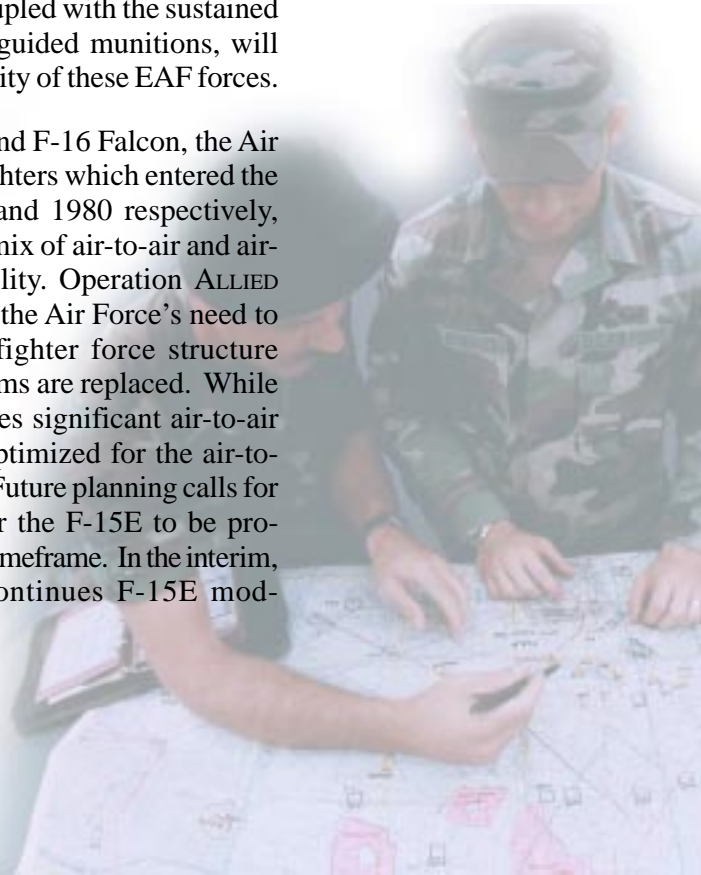 upled with the sustained
guided munitions, will
ity of these EAF forces.
nd F-16 Falcon, the Air
hters which entered the
and 1980 respectively,
mix of air-to-air and air-
lity. Operation ALLIED
the Air Force's need to
fighter force structure
ms are replaced. While
es significant air-to-air
ptimized for the air-to-
Future planning calls for
r the F-15E to be pro-
meframe. In the interim,
ontinues F-15E mod-